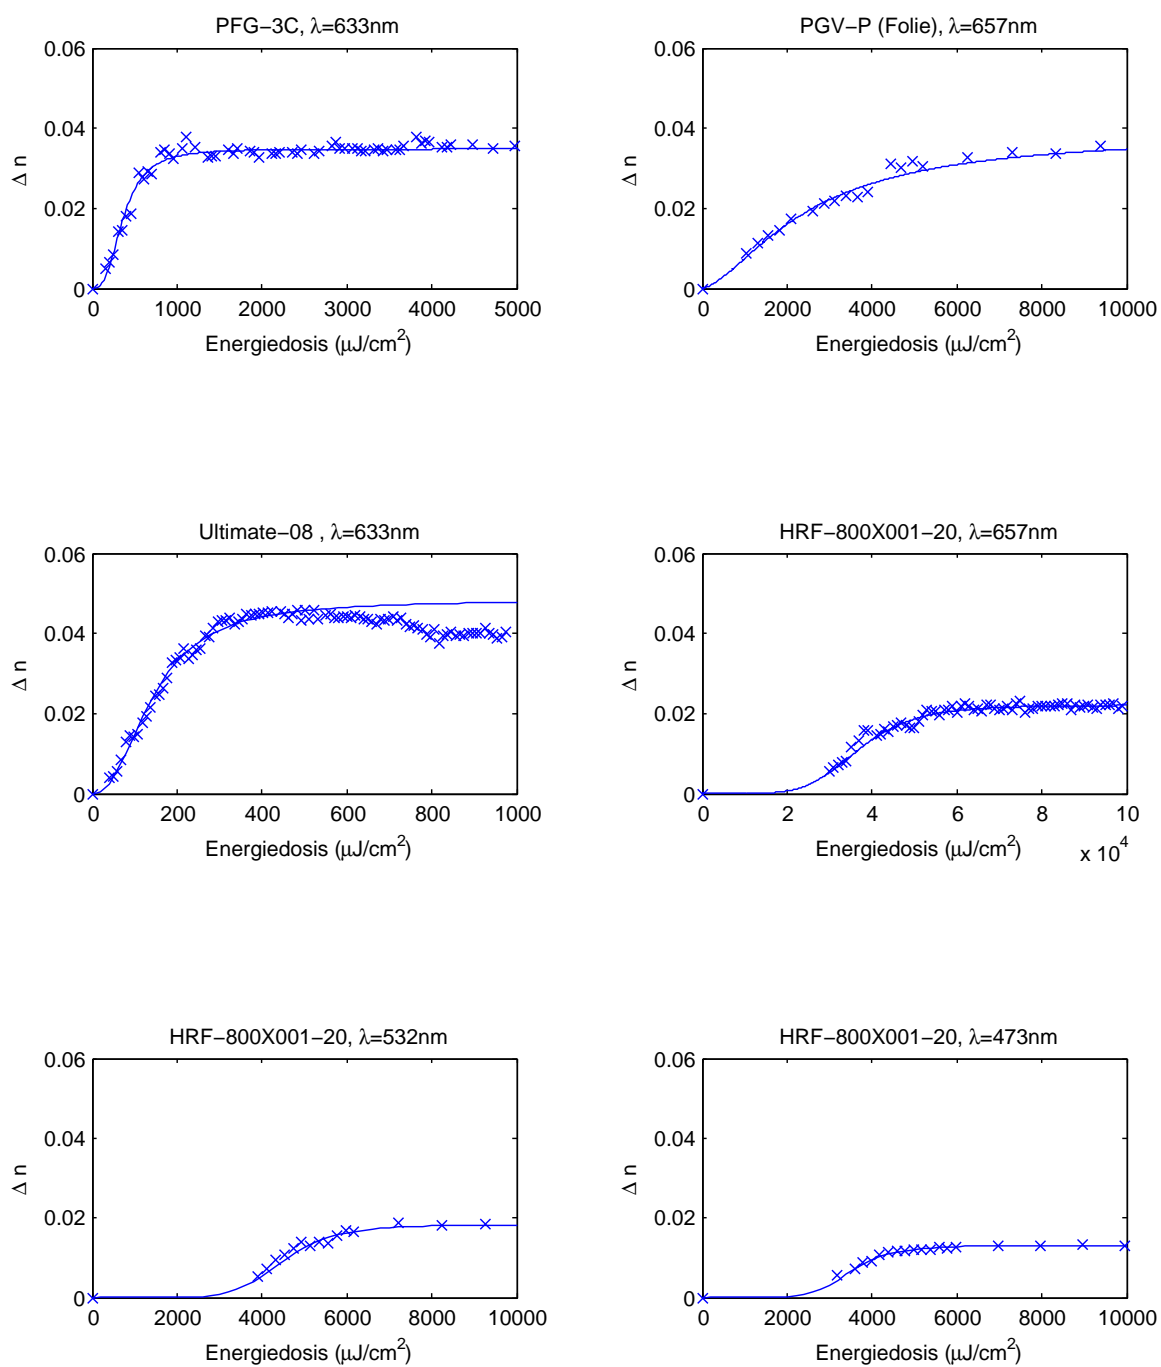 PFG−3C, λ=633nm
0.06
0.04
0.02
0
Δ n
0 1000 2000 3000 4000 5000
Energiedosis (μJ/cm²)
PGV−P (Folie), λ=657nm
0.06
0.04
0.02
0
Δ n
0 2000 4000 6000 8000 10000
Energiedosis (μJ/cm²)
Ultimate−08 , λ=633nm
0.06
0.04
0.02
0
Δ n
0 200 400 600 800 1000
Energiedosis (μJ/cm²)
HRF−800X001−20, λ=657nm
0.06
0.04
0.02
0
Δ n
0 2 4 6 8 10
Energiedosis (μJ/cm²)
x 10⁴
HRF−800X001−20, λ=532nm
0.06
0.04
0.02
0
Δ n
0 2000 4000 6000 8000 10000
Energiedosis (μJ/cm²)
HRF−800X001−20, λ=473nm
0.06
0.04
0.02
0
Δ n
0 2000 4000 6000 8000 10000
Energiedosis (μJ/cm²)